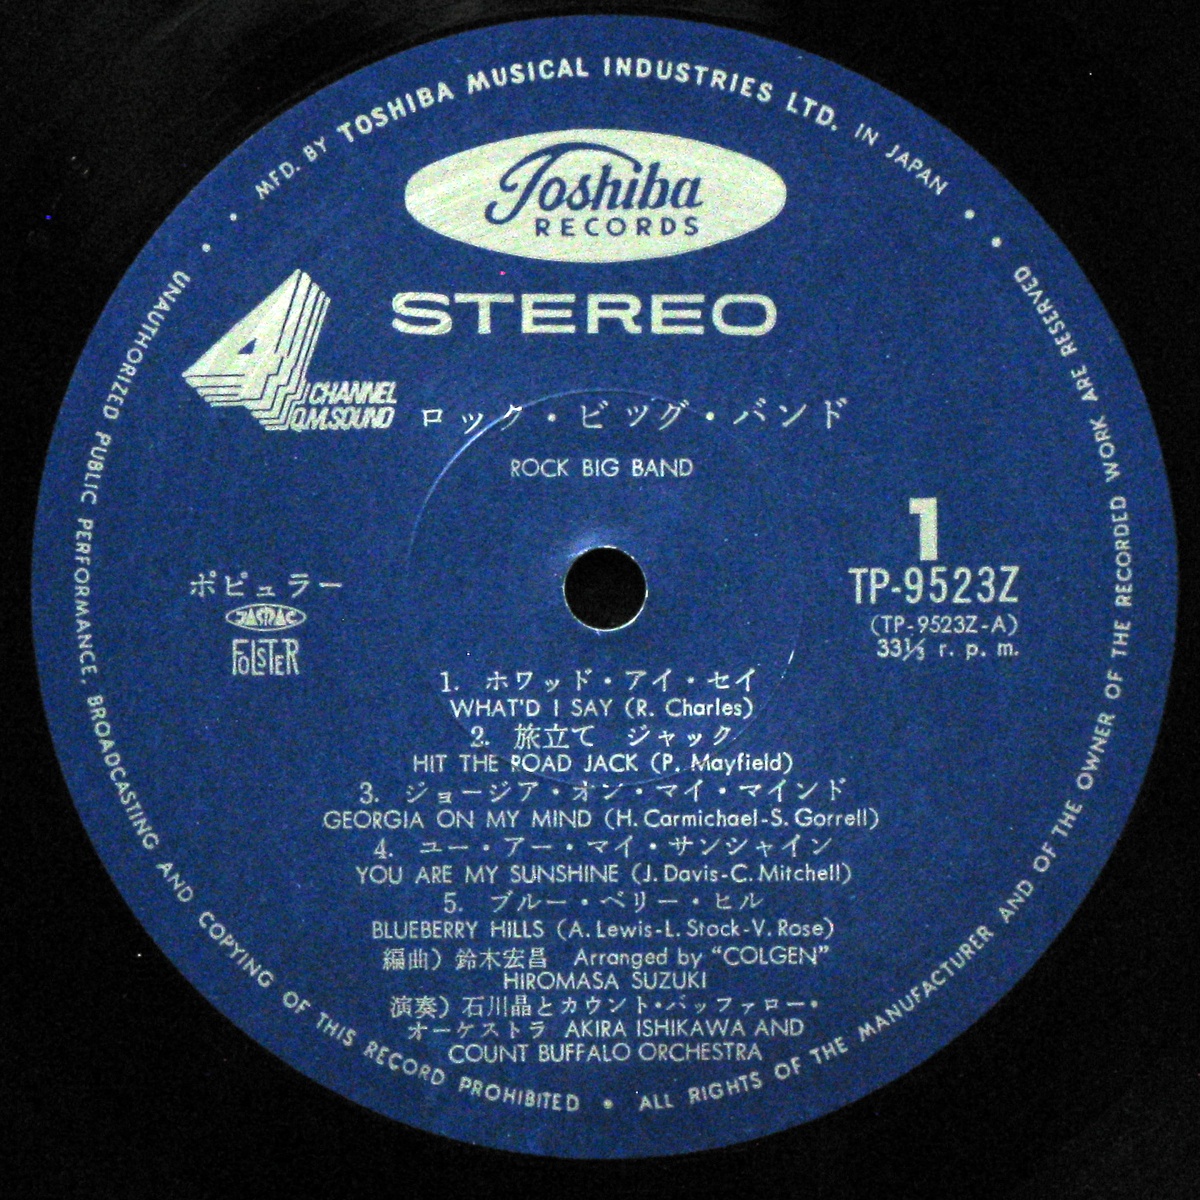 MFD. BY TOSHIBA MUSICAL INDUSTRIES LTD. IN JAPAN
Toshiba
RECORDS
STEREO
4 CHANNEL
Q.M.SOUND
ロック・ビッグ・バンド
ROCK BIG BAND
1
TP-9523Z
(TP-9523Z-A)
33⅓ r. p. m.
ポピュラー
JASRAC
FOLSTER
1. ホワッド・アイ・セイ
WHAT'D I SAY (R. Charles)
2. 旅立て ジャック
HIT THE ROAD JACK (P. Mayfield)
3. ジョージア・オン・マイ・マインド
GEORGIA ON MY MIND (H. Carmichael-S. Gorrell)
4. ユー・アー・マイ・サンシャイン
YOU ARE MY SUNSHINE (J. Davis-C. Mitchell)
5. ブルー・ベリー・ヒル
BLUEBERRY HILLS (A. Lewis-L. Stock-V. Rose)
編曲) 鈴木宏昌 Arranged by “COLGEN”
HIROMASA SUZUKI
演奏) 石川晶とカウント・バッファロー・
オーケストラ AKIRA ISHIKAWA AND
COUNT BUFFALO ORCHESTRA
UNAUTHORIZED PUBLIC PERFORMANCE, BROADCASTING AND COPYING OF THIS RECORD PROHIBITED • ALL RIGHTS OF THE MANUFACTURER AND OF THE OWNER OF THE RECORDED WORK ARE RESERVED